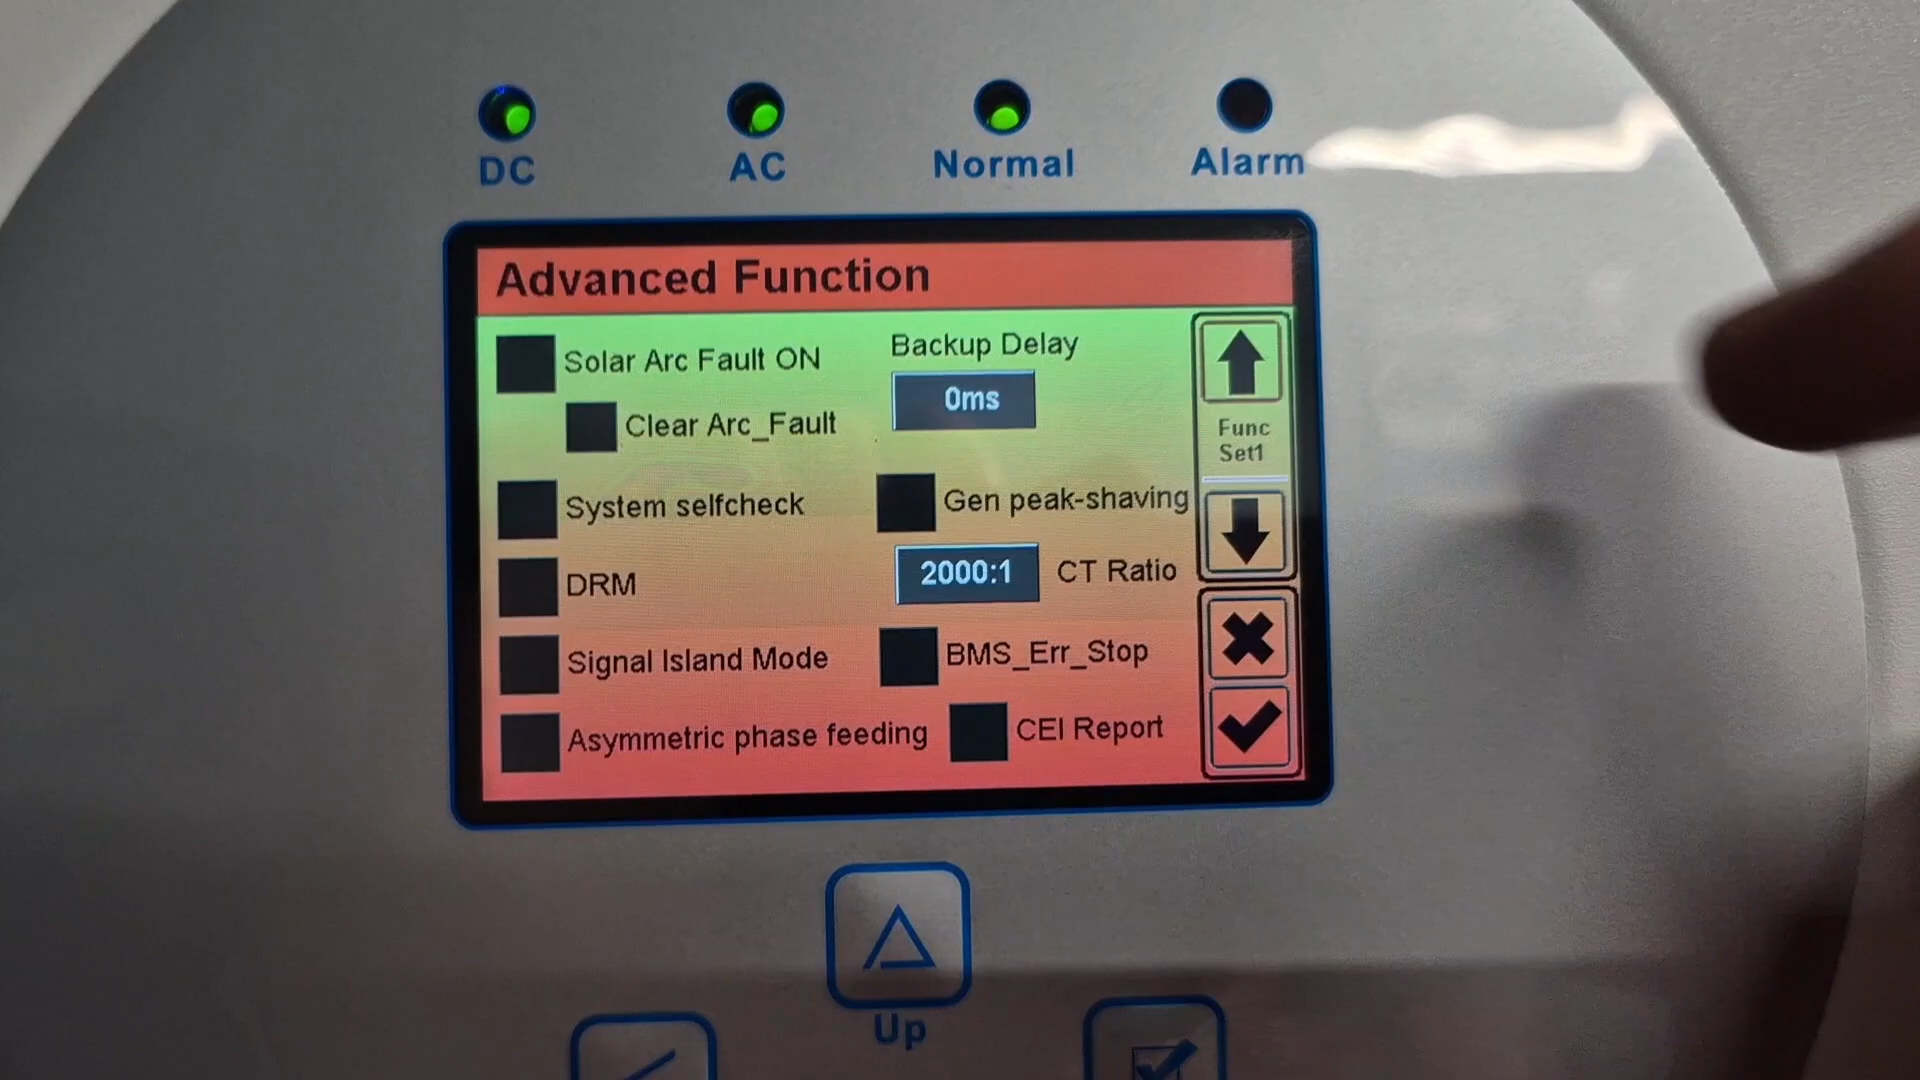 DC AC Normal Alarm
Advanced Function
Solar Arc Fault ON
Clear Arc_Fault
System selfcheck
DRM
Signal Island Mode
Asymmetric phase feeding
Backup Delay
0ms
Gen peak-shaving
2000:1 CT Ratio
BMS_Err_Stop
CEI Report
Func
Set1
Up